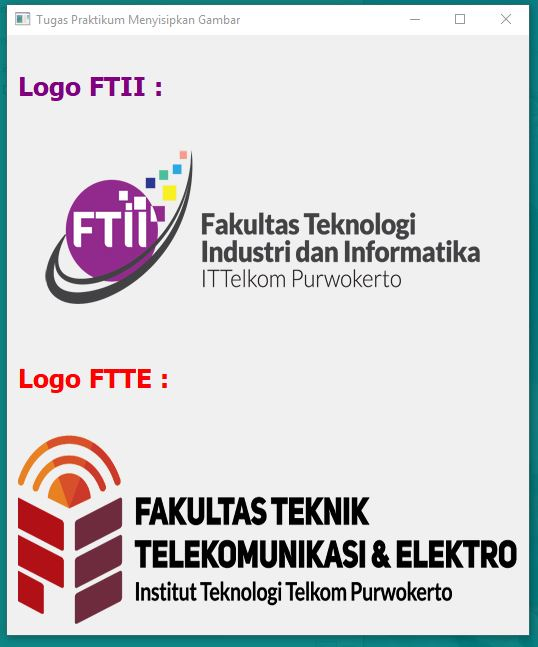 Tugas Praktikum Menyisipkan Gambar
Logo FTII :
FTII
Fakultas Teknologi
Industri dan Informatika
ITTelkom Purwokerto
Logo FTTE :
FAKULTAS TEKNIK
TELEKOMUNIKASI & ELEKTRO
Institut Teknologi Telkom Purwokerto